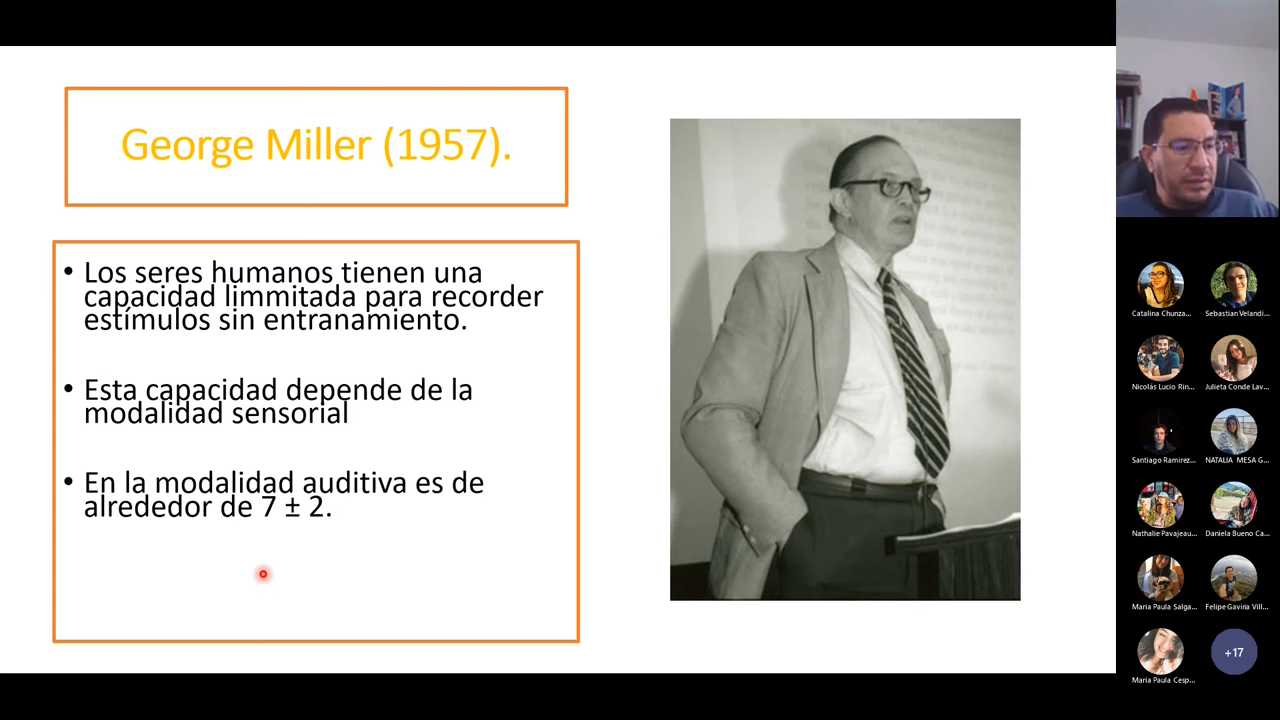 George Miller (1957).
• Los seres humanos tienen una
capacidad limmitada para recorder
estímulos sin entranamiento.
• Esta capacidad depende de la
modalidad sensorial
• En la modalidad auditiva es de
alrededor de 7 ± 2.
Catalina Chunza...
Sebastian Velandi...
Nicolás Lucio Rin...
Julieta Conde Lav...
Santiago Ramirez...
NATALIA MESA G...
Nathalie Pavajeau...
Daniela Bueno Ca...
Maria Paula Salga...
Felipe Gaviria Vill...
Maria Paula Cesp...
+17